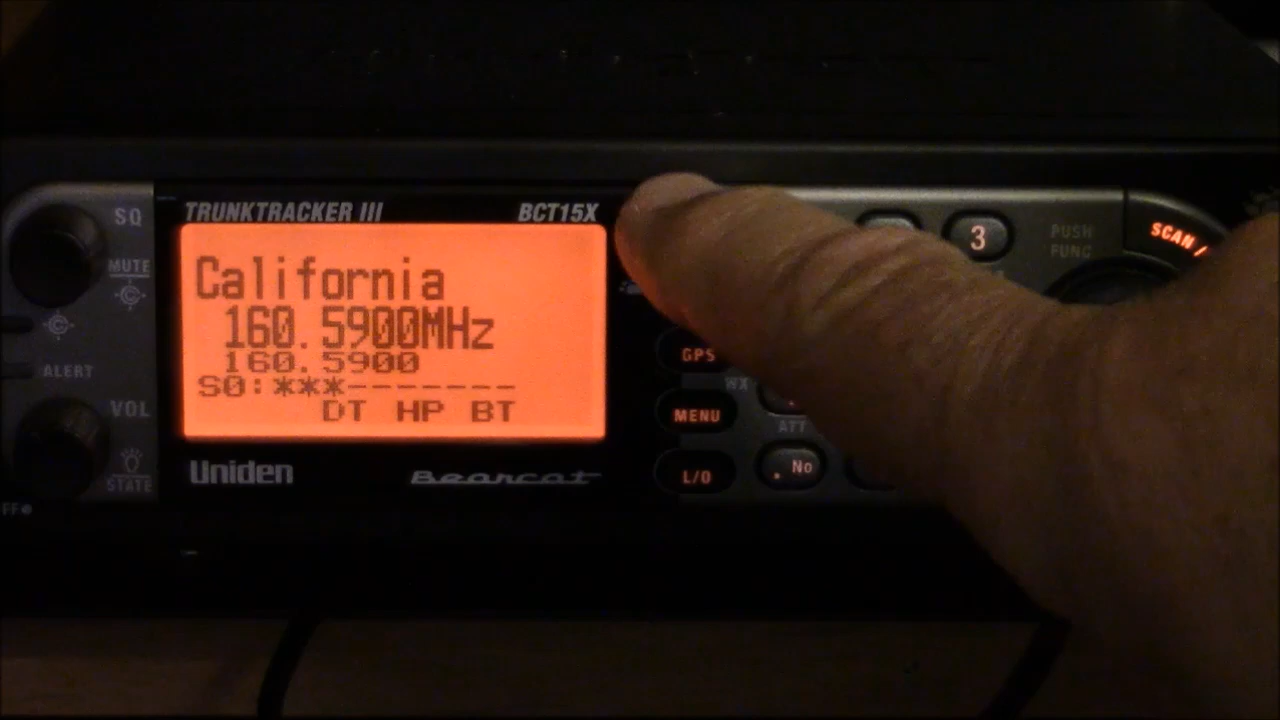 SQ
MUTE
ALERT
VOL
STATE
FF
TRUNKTRACKER III BCT15X
California
160.5900MHz
160.5900
S0:***-------
DT HP BT
Uniden Bearcat
3
PUSH
FUNC
SCAN /
GPS
WX
MENU
ATT
L/O
. No